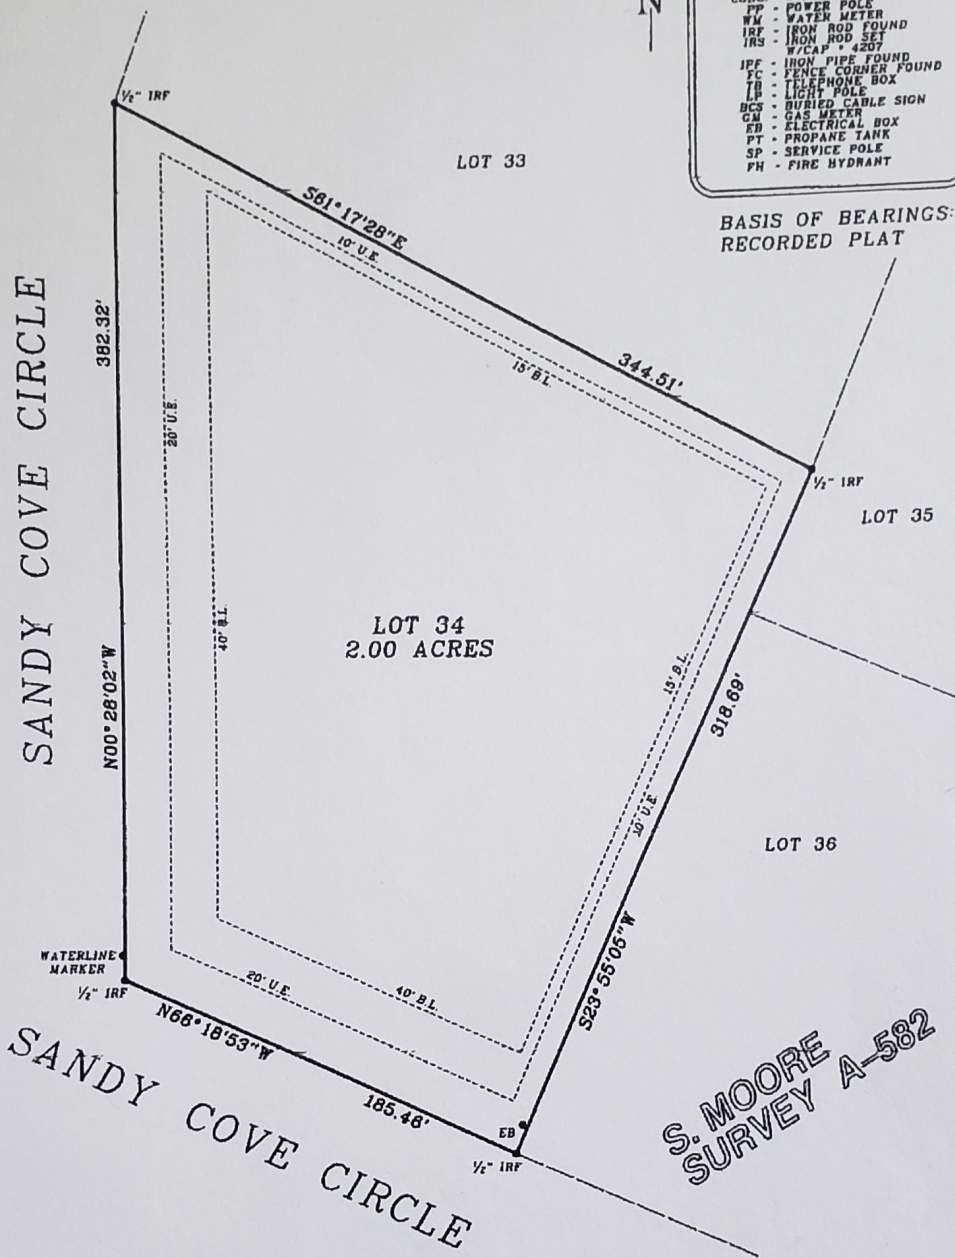 N
PP - POWER POLE
WM - WATER METER
IRF - IRON ROD FOUND
IRS - IRON ROD SET
W/CAP * 4207
IPF - IRON PIPE FOUND
FC - FENCE CORNER FOUND
TB - TELEPHONE BOX
LP - LIGHT POLE
BCS - BURIED CABLE SIGN
GM - GAS METER
EB - ELECTRICAL BOX
PT - PROPANE TANK
SP - SERVICE POLE
FH - FIRE HYDRANT
BASIS OF BEARINGS:
RECORDED PLAT
1/2" IRF
LOT 33
S61°17'28"E
10' U.E.
344.51'
15' B.L.
382.32'
SANDY COVE CIRCLE
20' U.E.
1/2" IRF
LOT 35
40' B.L.
LOT 34
2.00 ACRES
15' B.L.
318.69'
N00°28'02"W
10' U.E.
LOT 36
S23°55'05"W
WATERLINE
MARKER
1/2" IRF
20' U.E.
40' B.L.
N66°18'53"W
185.46'
SANDY COVE CIRCLE
EB
1/2" IRF
S. MOORE
SURVEY A-582